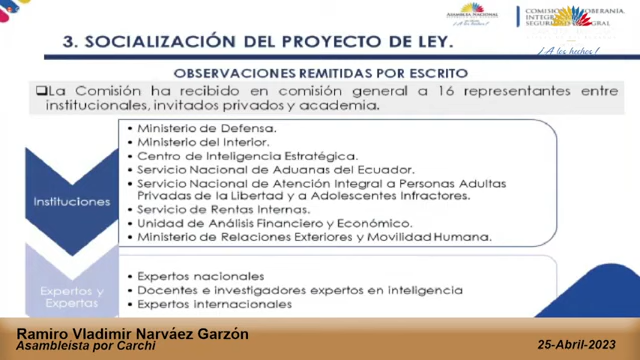 ASAMBLEA NACIONAL
COMISIÓN DE SOBERANÍA,
INTEGRACIÓN
SEGURIDAD INTEGRAL
¡A los hechos!
3. SOCIALIZACIÓN DEL PROYECTO DE LEY.
OBSERVACIONES REMITIDAS POR ESCRITO
❑La Comisión ha recibido en comisión general a 16 representantes entre
institucionales, invitados privados y academia.
Instituciones
• Ministerio de Defensa.
• Ministerio del Interior.
• Centro de Inteligencia Estratégica.
• Servicio Nacional de Aduanas del Ecuador.
• Servicio Nacional de Atención Integral a Personas Adultas
Privadas de la Libertad y a Adolescentes Infractores.
• Servicio de Rentas Internas.
• Unidad de Análisis Financiero y Económico.
• Ministerio de Relaciones Exteriores y Movilidad Humana.
Expertos y
Expertas
• Expertos nacionales
• Docentes e investigadores expertos en inteligencia
• Expertos internacionales
Ramiro Vladimir Narváez Garzón
Asambleista por Carchi
25-Abril-2023